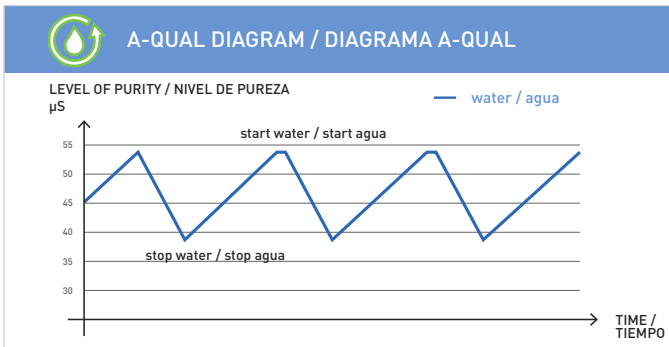 A-QUAL DIAGRAM / DIAGRAMA A-QUAL
LEVEL OF PURITY / NIVEL DE PUREZA
µS
water / agua
start water / start agua
55
50
45
40
stop water / stop agua
35
30
TIME /
TIEMPO